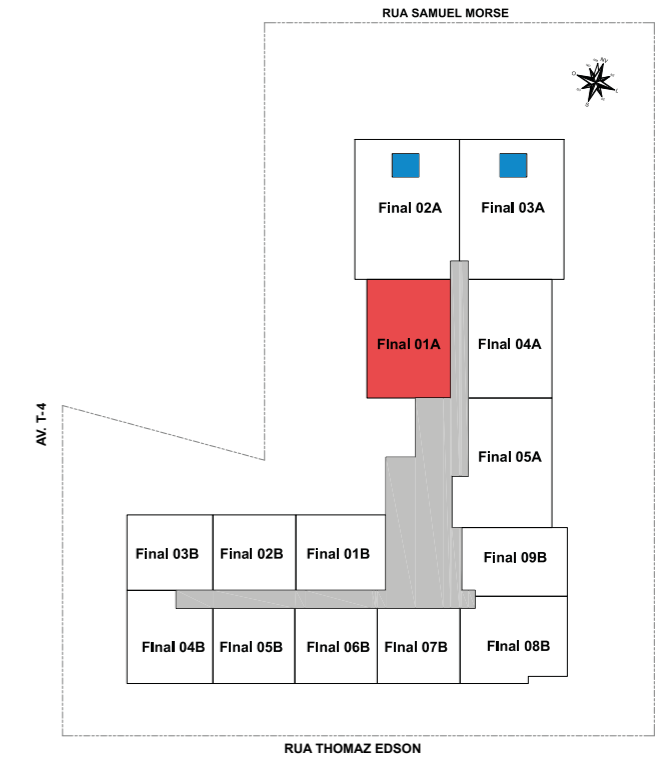 RUA SAMUEL MORSE
Final 02A
Final 03A
FInal 01A
FInal 04A
AV. T-4
Final 05A
Final 03B
Final 02B
Final 01B
Final 09B
FInal 04B
FInal 05B
FInal 06B
FInal 07B
FInal 08B
RUA THOMAZ EDSON